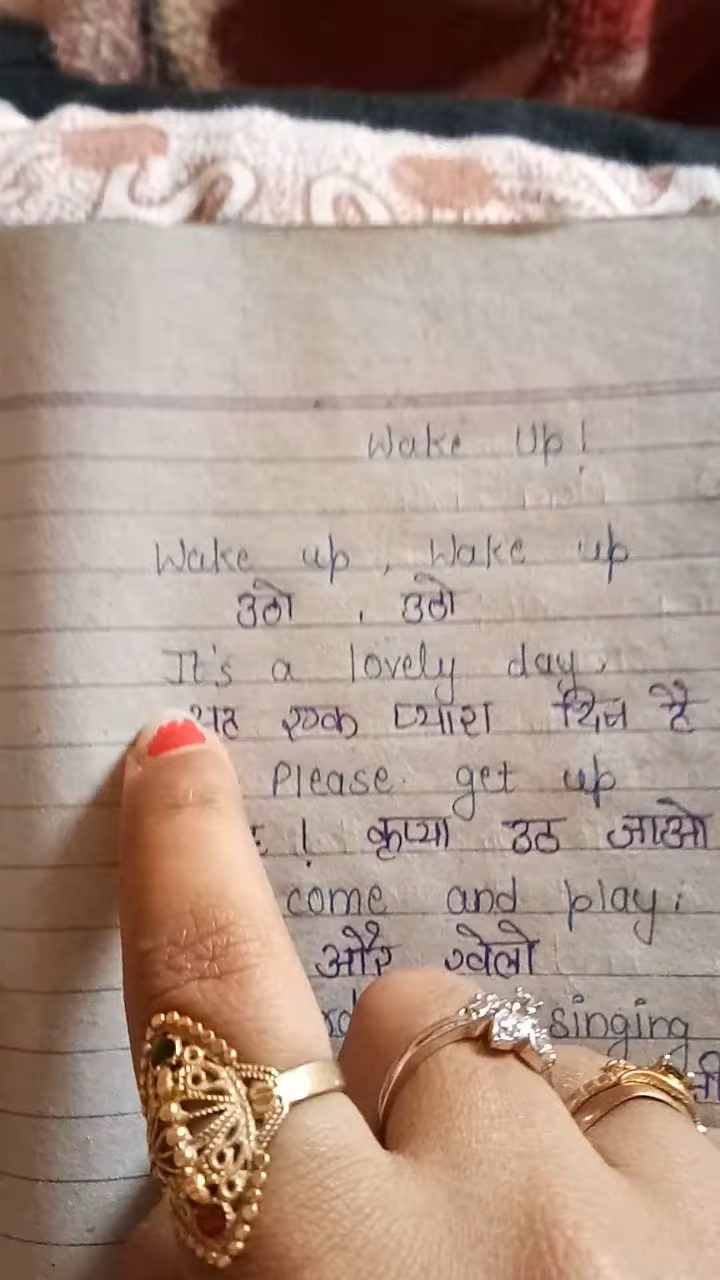 Wake Up!
Wake up, Wake up
उठो , उठो
It's a lovely day,
यह एक प्यारा दिन है
Please get up
! कृप्या उठ जाओ
come and play;
और खेलो
singing